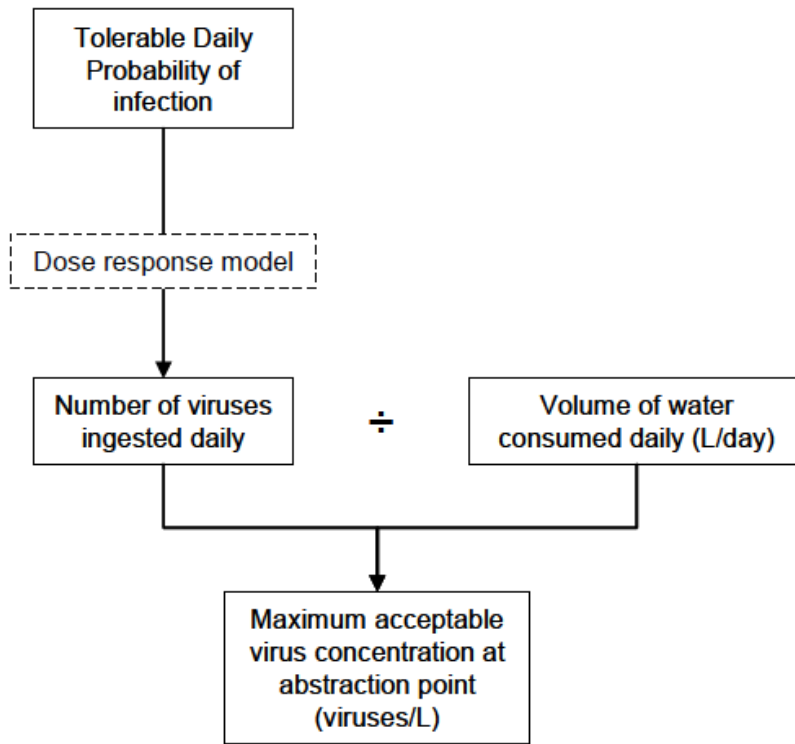 Tolerable Daily
Probability of
infection
Dose response model
Number of viruses
ingested daily
÷
Volume of water
consumed daily (L/day)
Maximum acceptable
virus concentration at
abstraction point
(viruses/L)